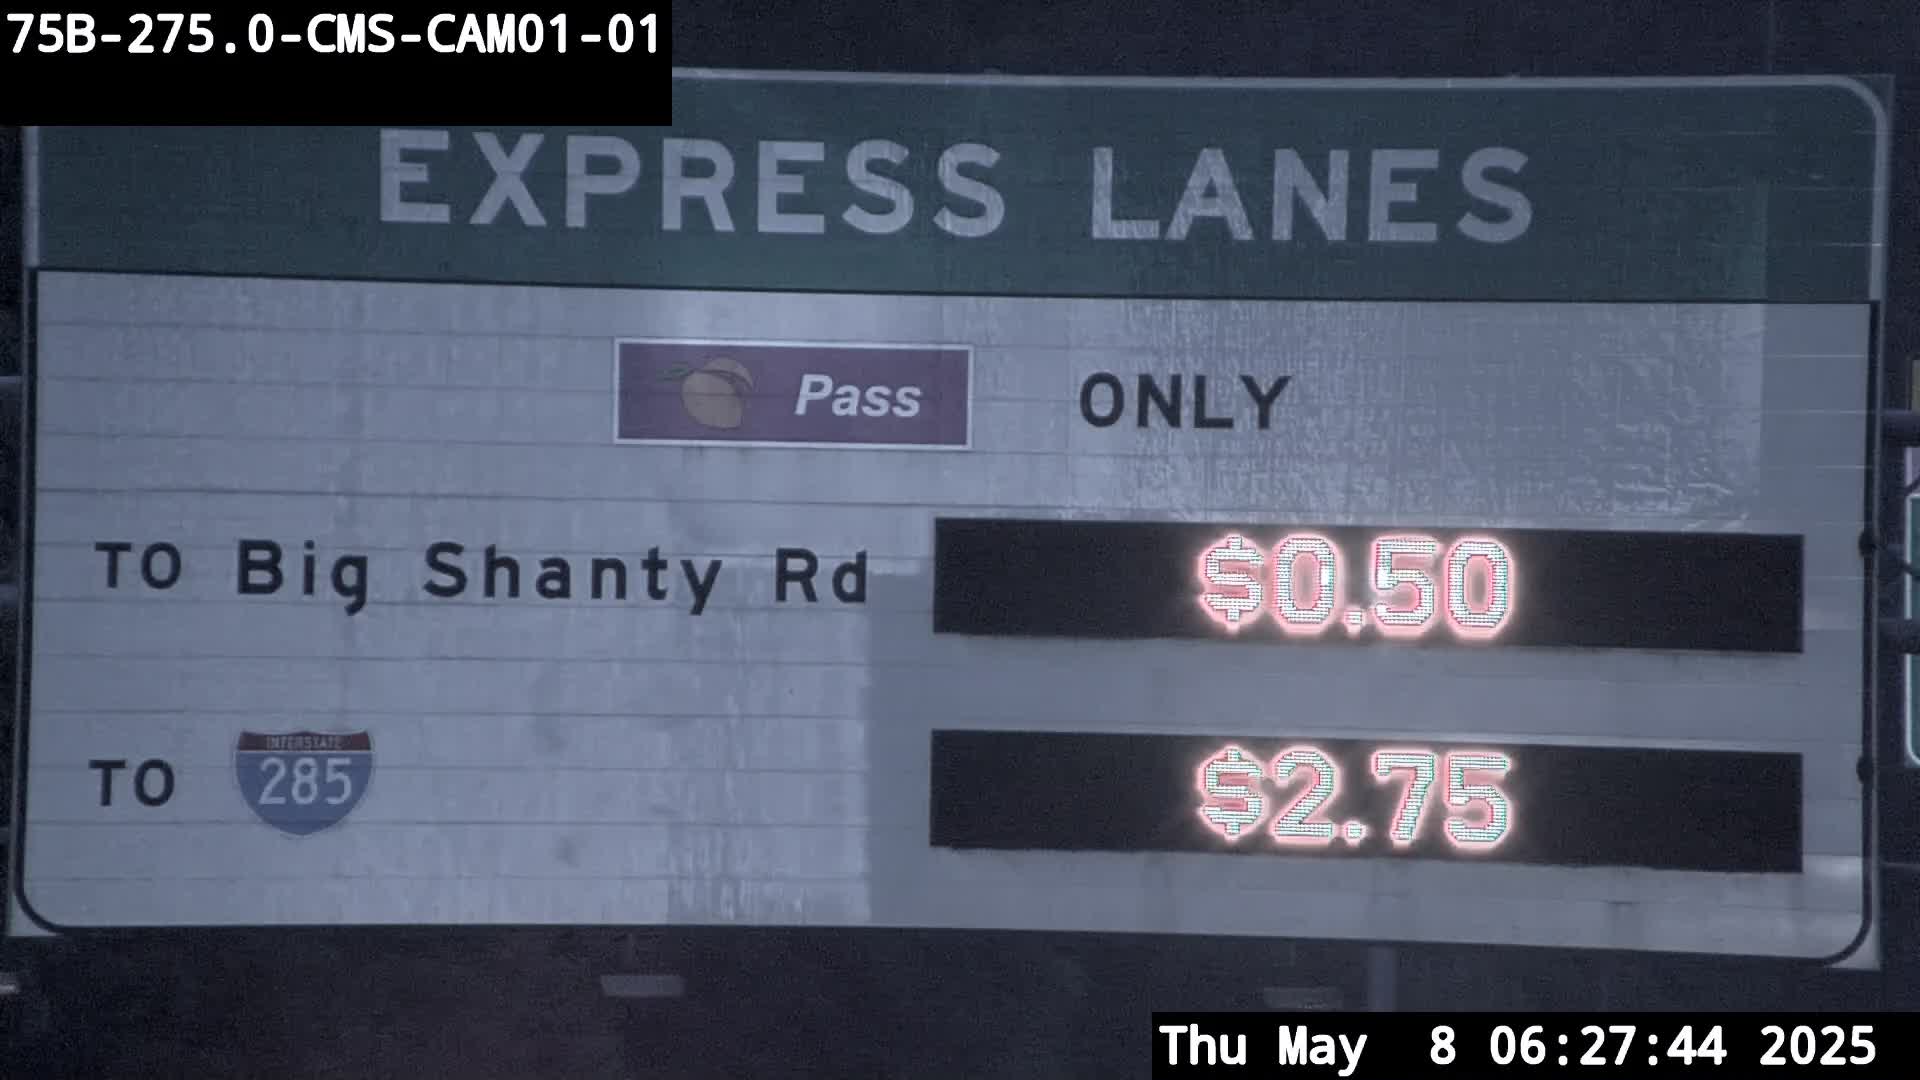 75B-275.0-CMS-CAM01-01
EXPRESS LANES
Pass ONLY
TO Big Shanty Rd $0.50
TO INTERSTATE 285 $2.75
Thu May 8 06:27:44 2025